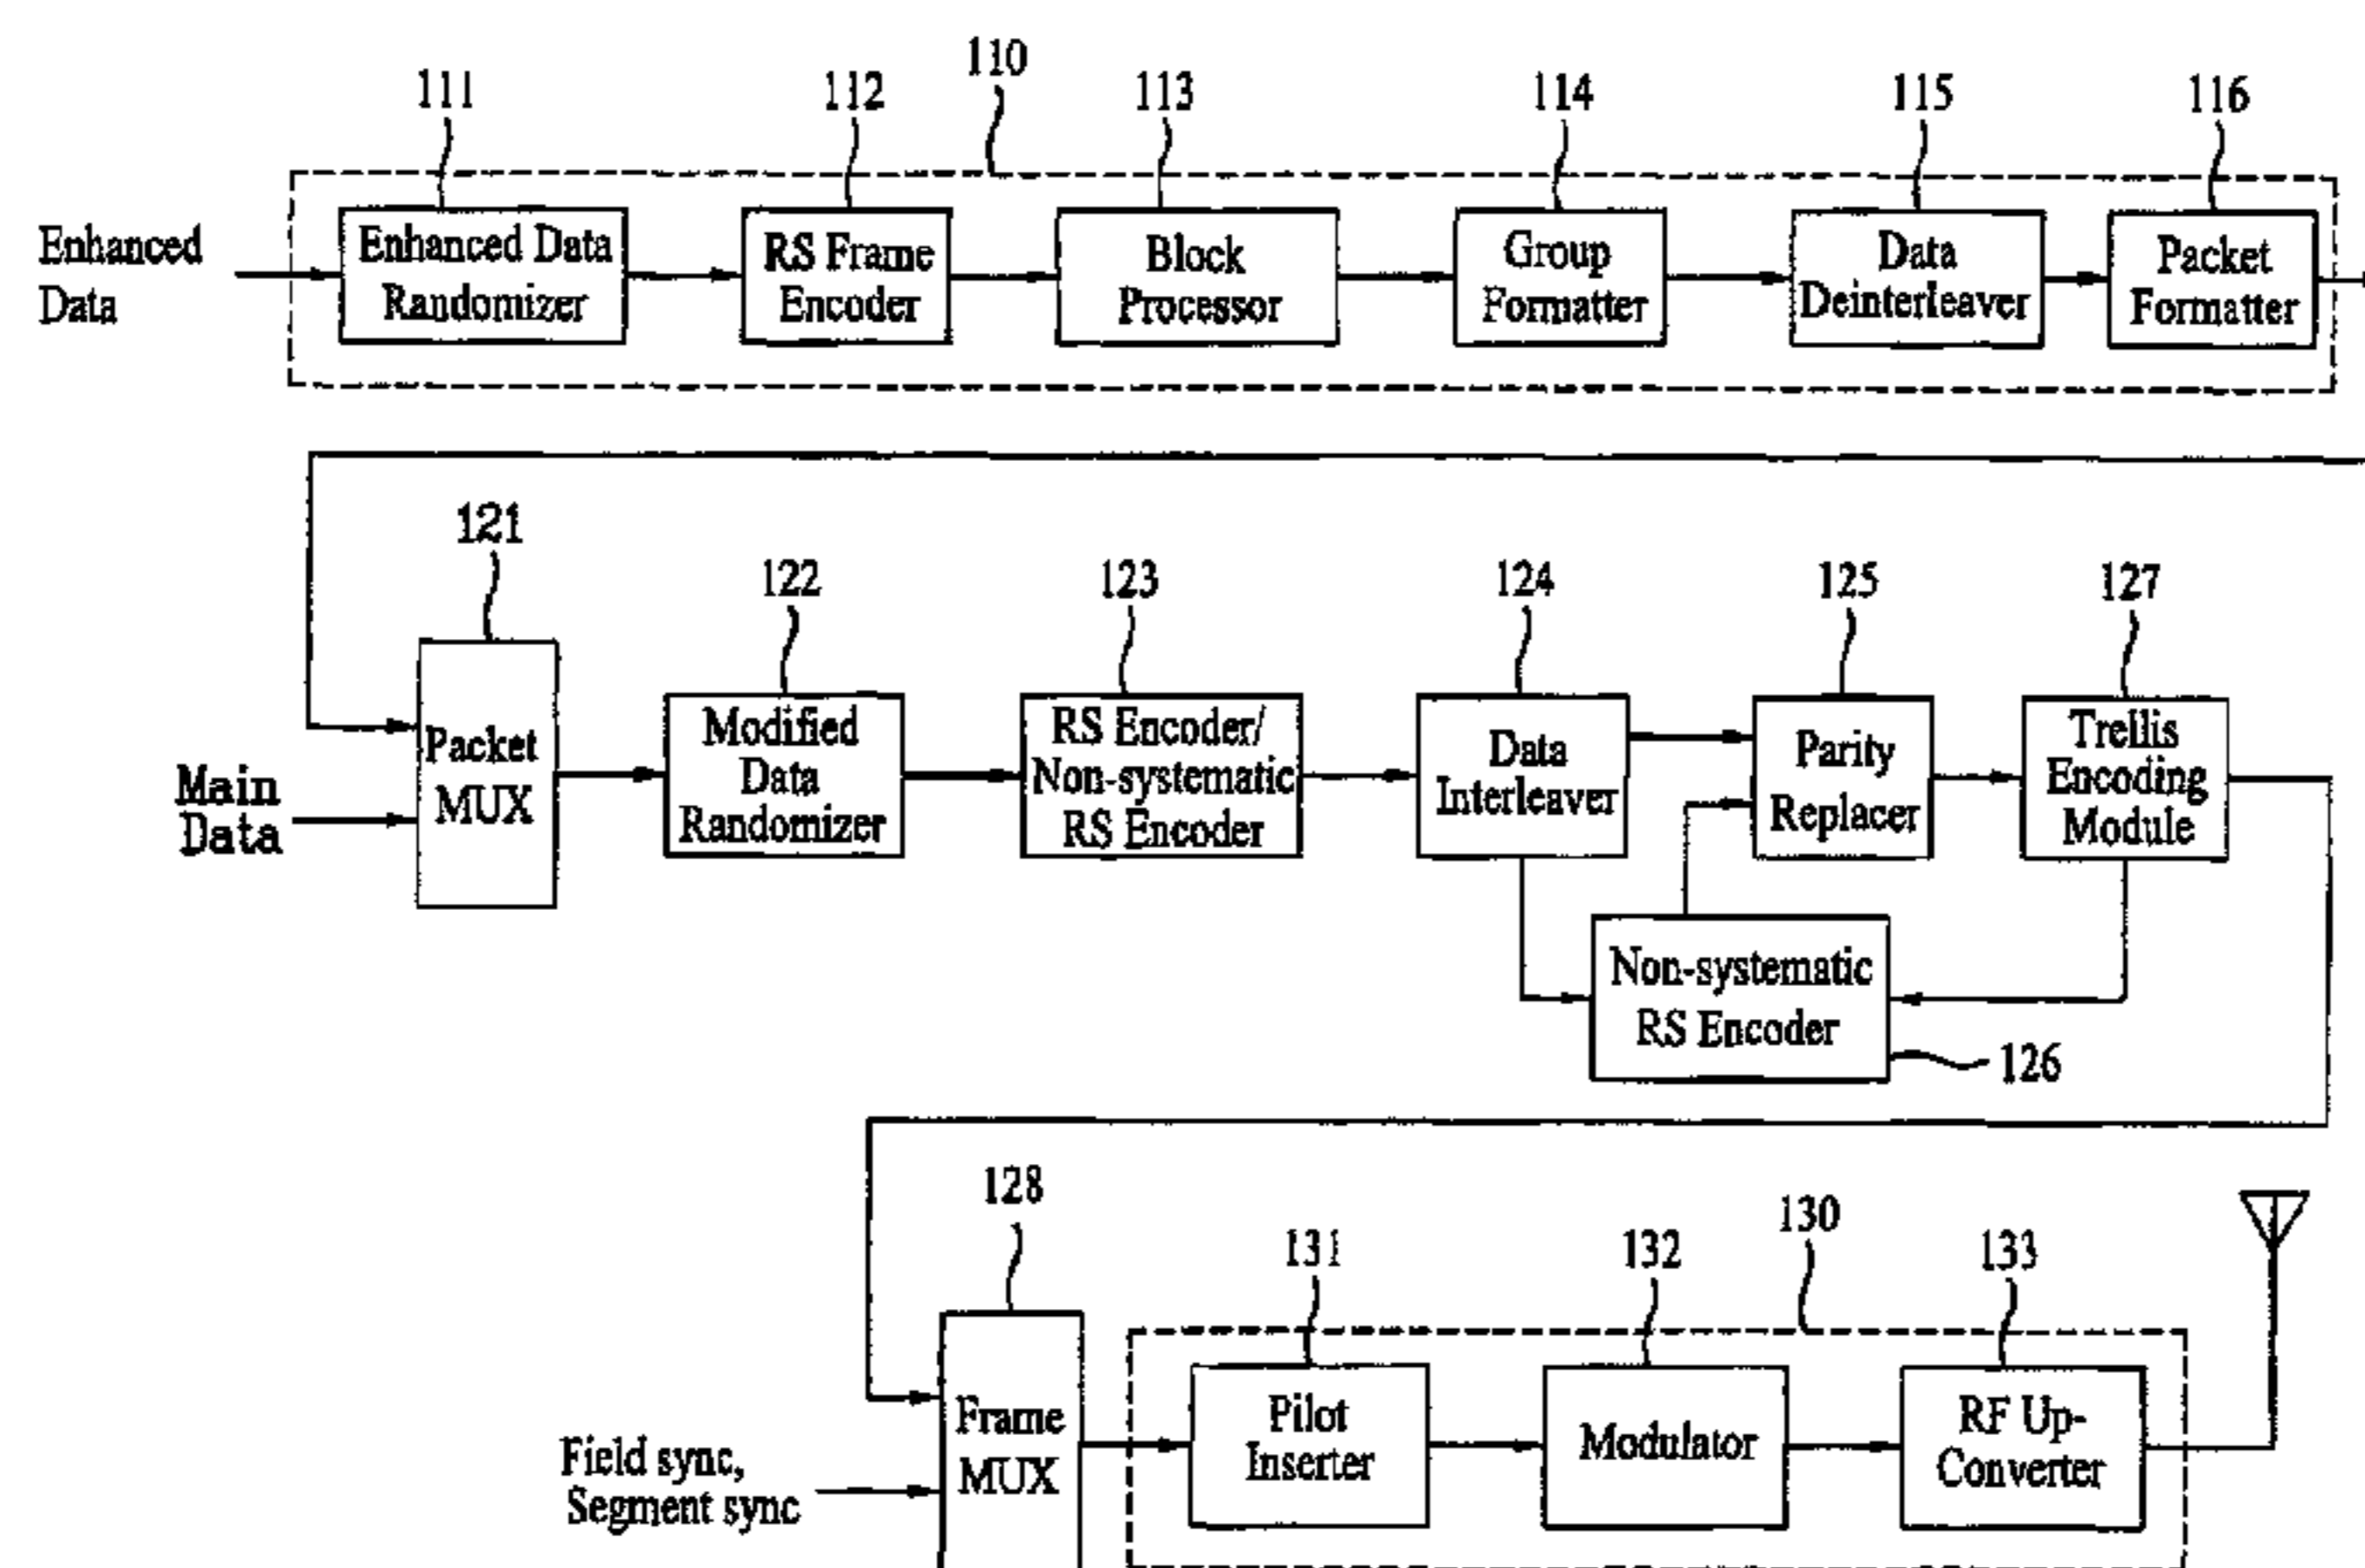 110
111
112
113
114
115
116
Enhanced
Data
Enhanced Data
Randomizer
RS Frame
Encoder
Block
Processor
Group
Formatter
Data
Deinterleaver
Packet
Formatter
121
122
123
124
125
127
Main
Data
Packet
MUX
Modified
Data
Randomizer
RS Encoder/
Non-systematic
RS Encoder
Data
Interleaver
Parity
Replacer
Trellis
Encoding
Module
Non-systematic
RS Encoder
126
128
130
131
132
133
Field sync,
Segment sync
Frame
MUX
Pilot
Inserter
Modulator
RF Up-
Converter